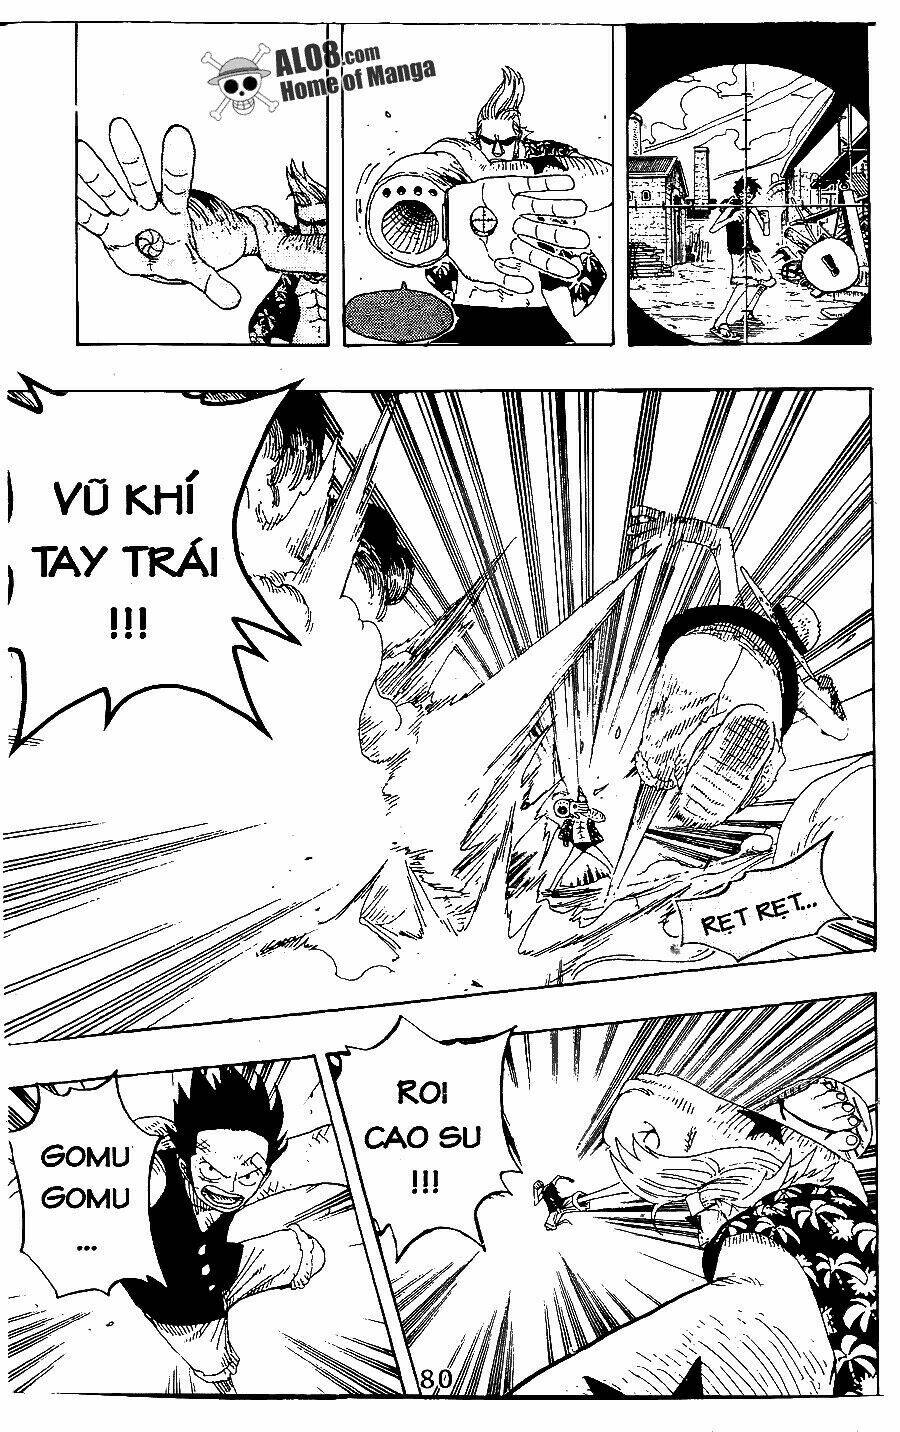 AL08.com
Home of Manga
VŨ KHÍ
TAY TRÁI
!!!
RẸT RẸT...
GOMU
GOMU
...
ROI
CAO SU
!!!
80